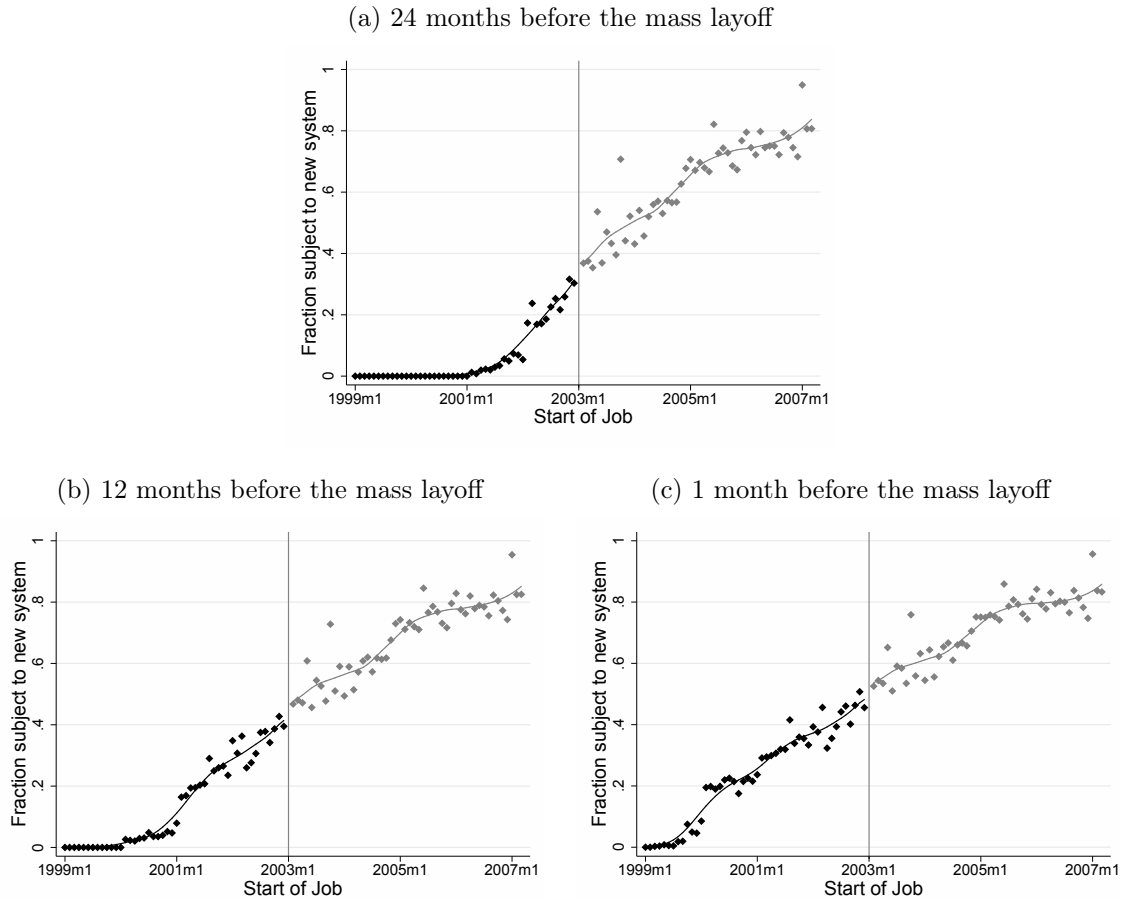 (a) 24 months before the mass layoff
Fraction subject to new system
1
.8
.6
.4
.2
0
1999m1 2001m1 2003m1 2005m1 2007m1
Start of Job
(b) 12 months before the mass layoff
Fraction subject to new system
1
.8
.6
.4
.2
0
1999m1 2001m1 2003m1 2005m1 2007m1
Start of Job
(c) 1 month before the mass layoff
Fraction subject to new system
1
.8
.6
.4
.2
0
1999m1 2001m1 2003m1 2005m1 2007m1
Start of Job